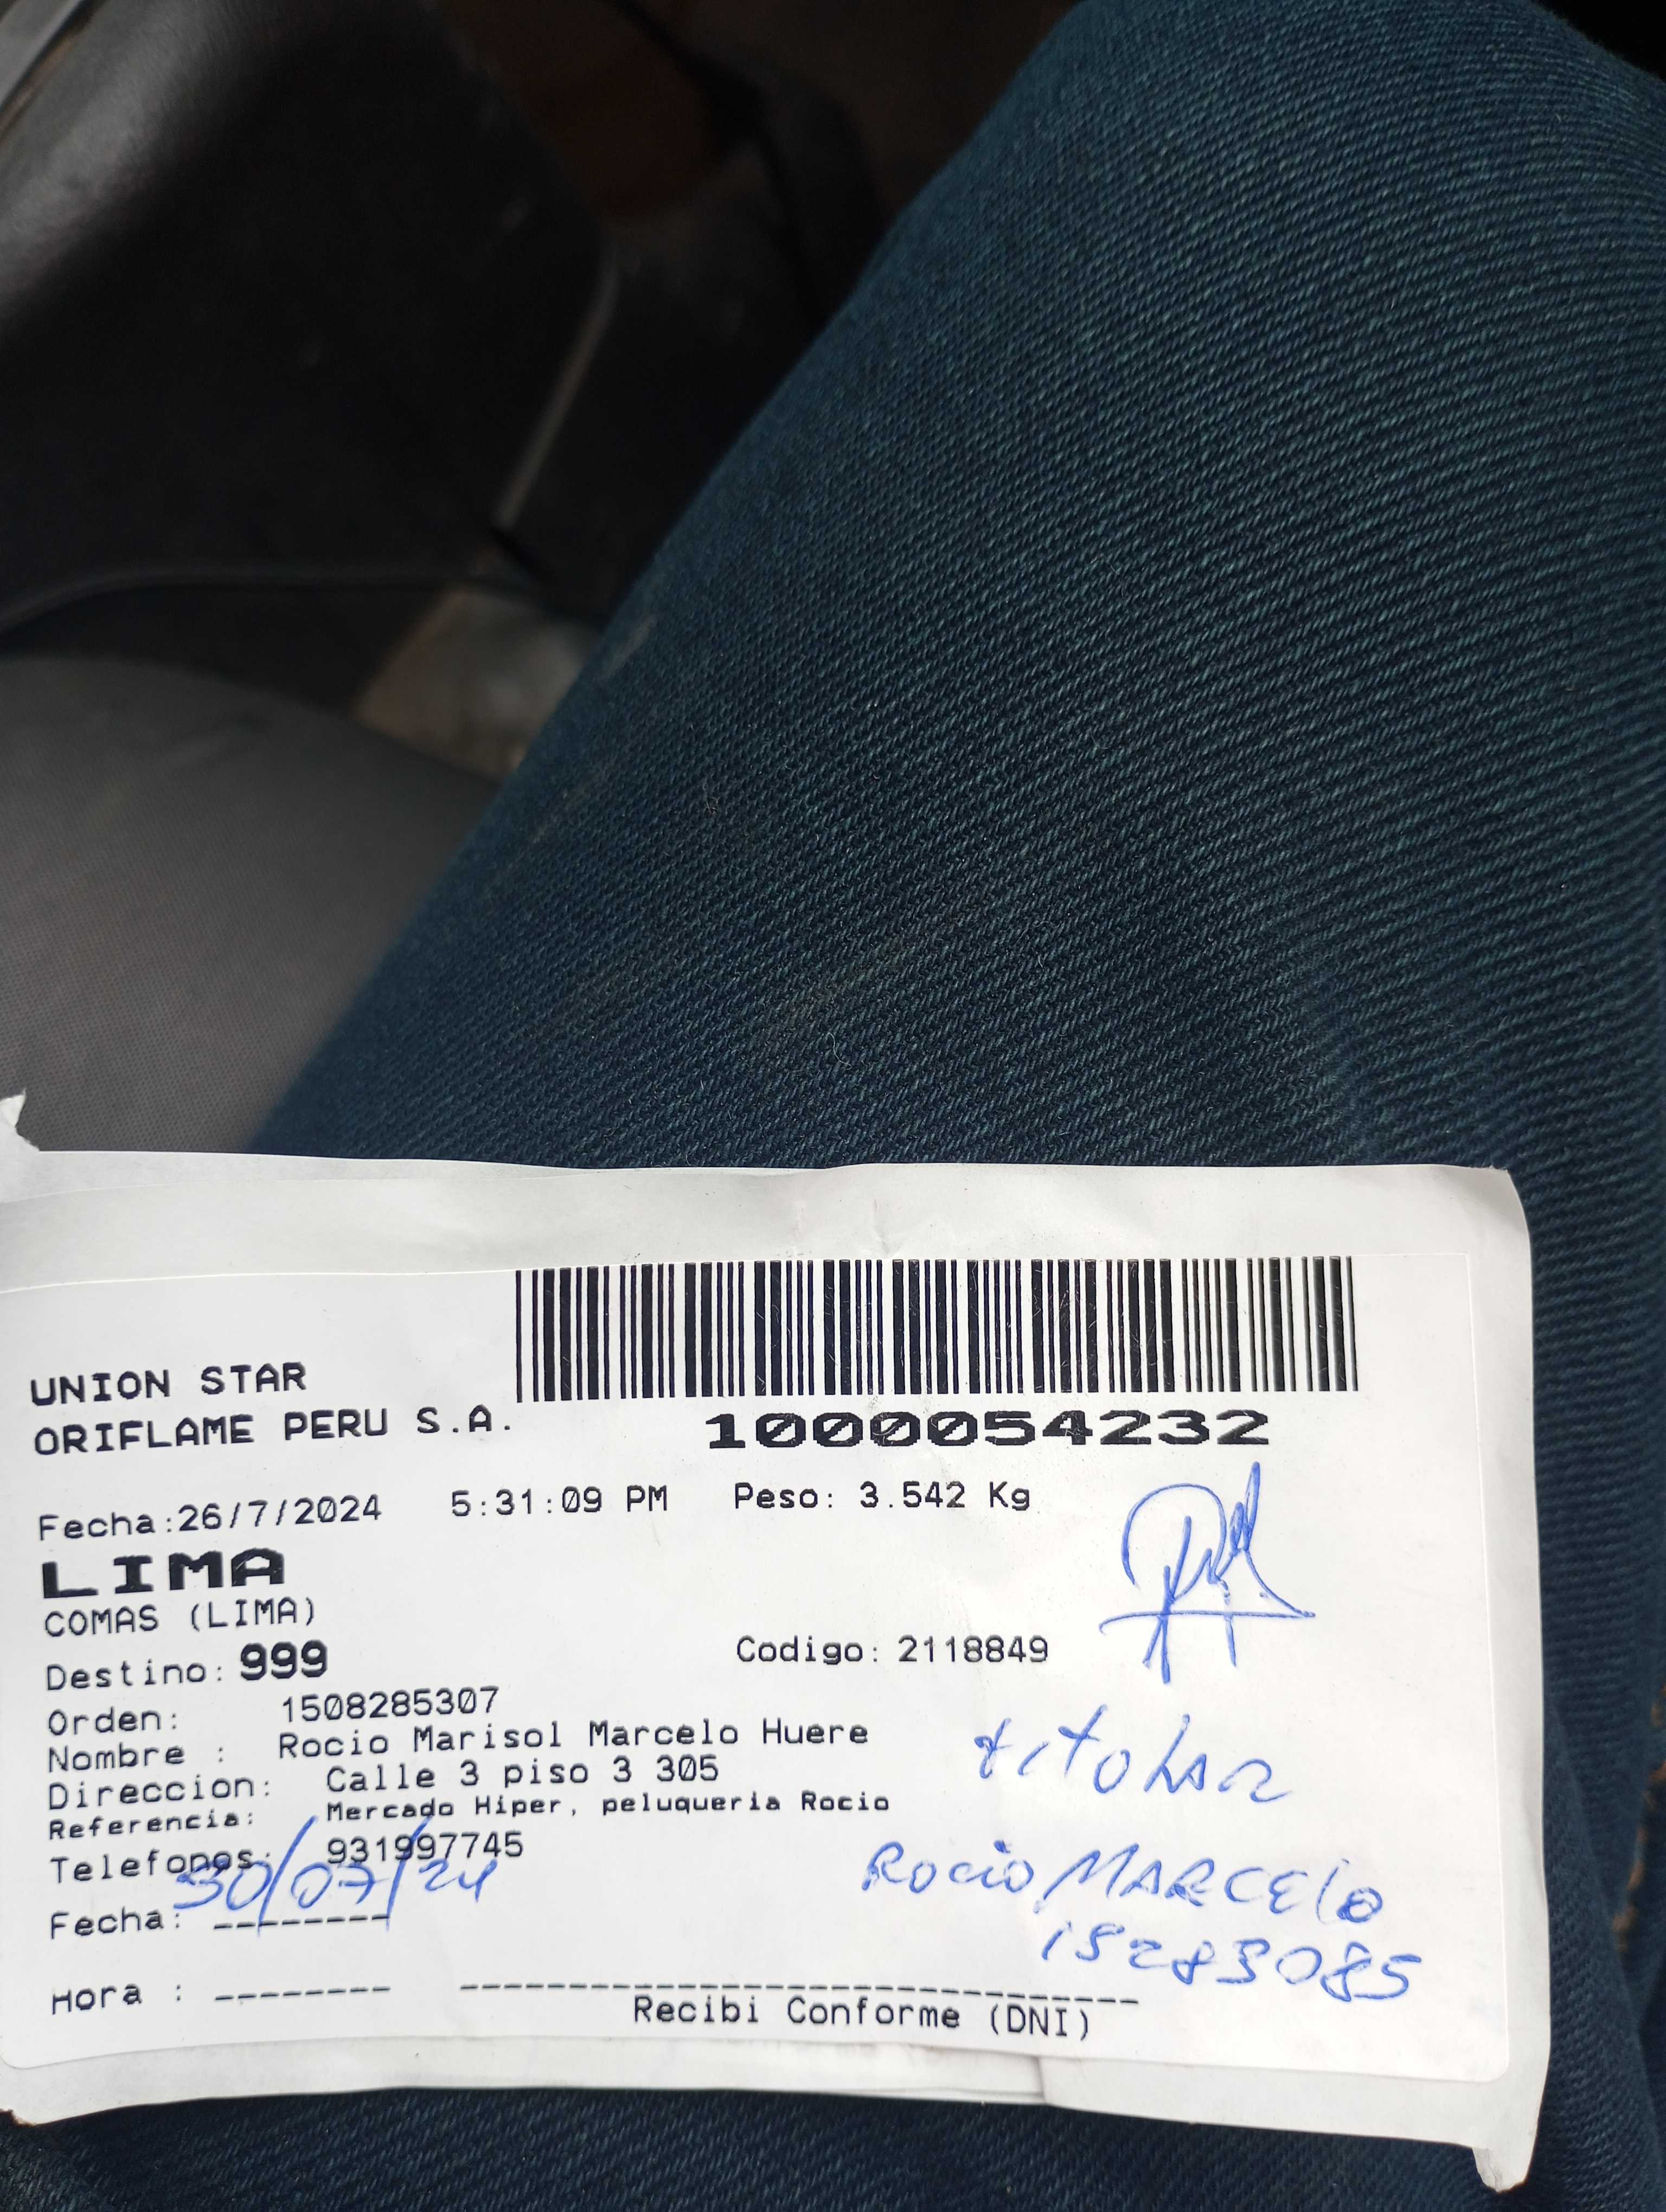 UNION STAR
ORIFLAME PERU S.A.
1000054232
Fecha:26/7/2024 5:31:09 PM Peso: 3.542 Kg
LIMA
COMAS (LIMA)
Destino: 999 Codigo: 2118849
Orden: 1508285307
Nombre : Rocio Marisol Marcelo Huere
Direccion: Calle 3 piso 3 305
Referencia: Mercado Hiper, peluqueria Rocio
Telefonos: 931997745
titular
Rocio MARCElo
15283085
Fecha: 30/07/24
Hora :
Recibi Conforme (DNI)